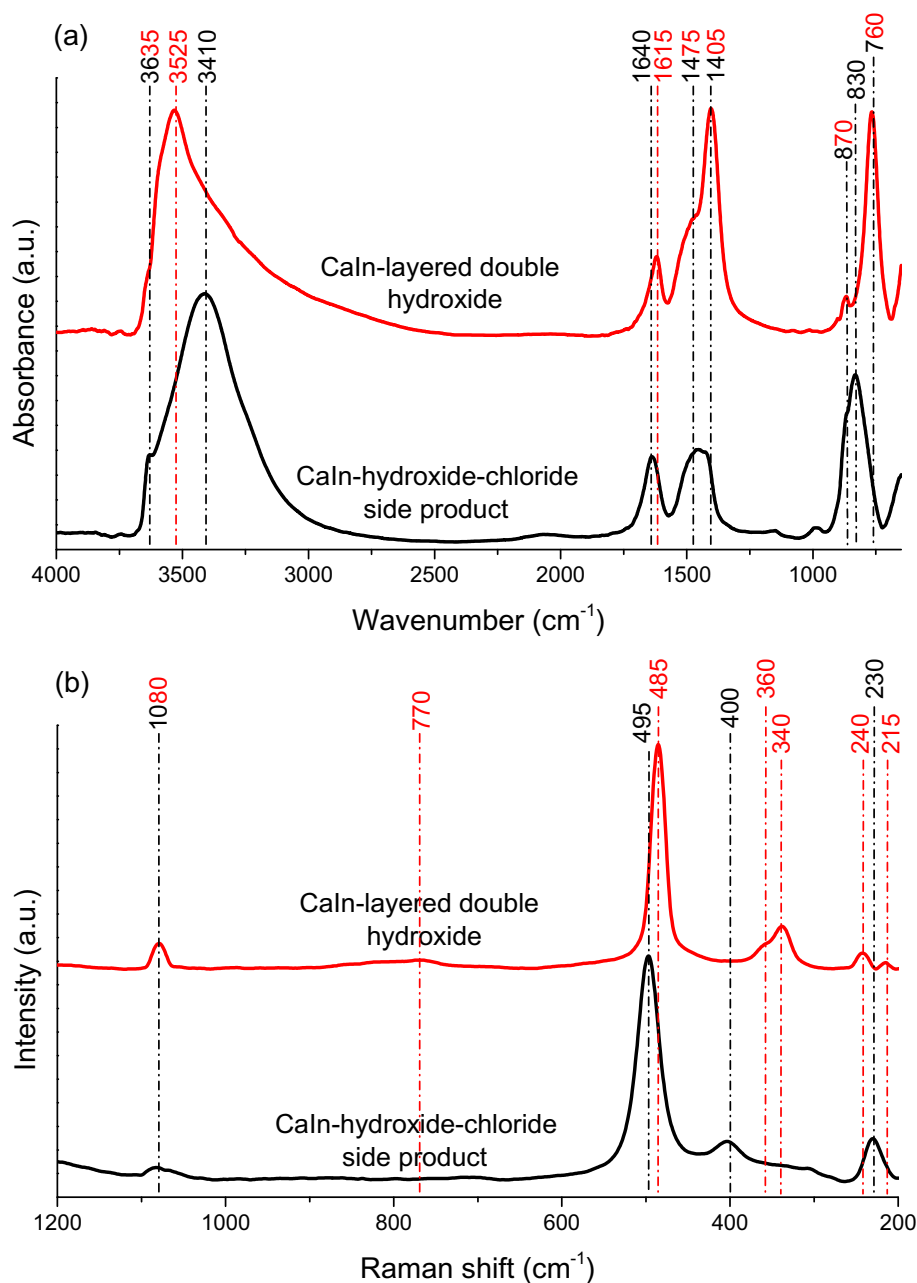 (a)
3635 3525 3410 1640 1615 1475 1405 870 830 760
CaIn-layered double
hydroxide
CaIn-hydroxide-chloride
side product
Absorbance (a.u.)
4000 3500 3000 2500 2000 1500 1000
Wavenumber (cm⁻¹)
(b)
1080 770 495 485 400 360 340 240 230 215
CaIn-layered double
hydroxide
CaIn-hydroxide-chloride
side product
Intensity (a.u.)
1200 1000 800 600 400 200
Raman shift (cm⁻¹)